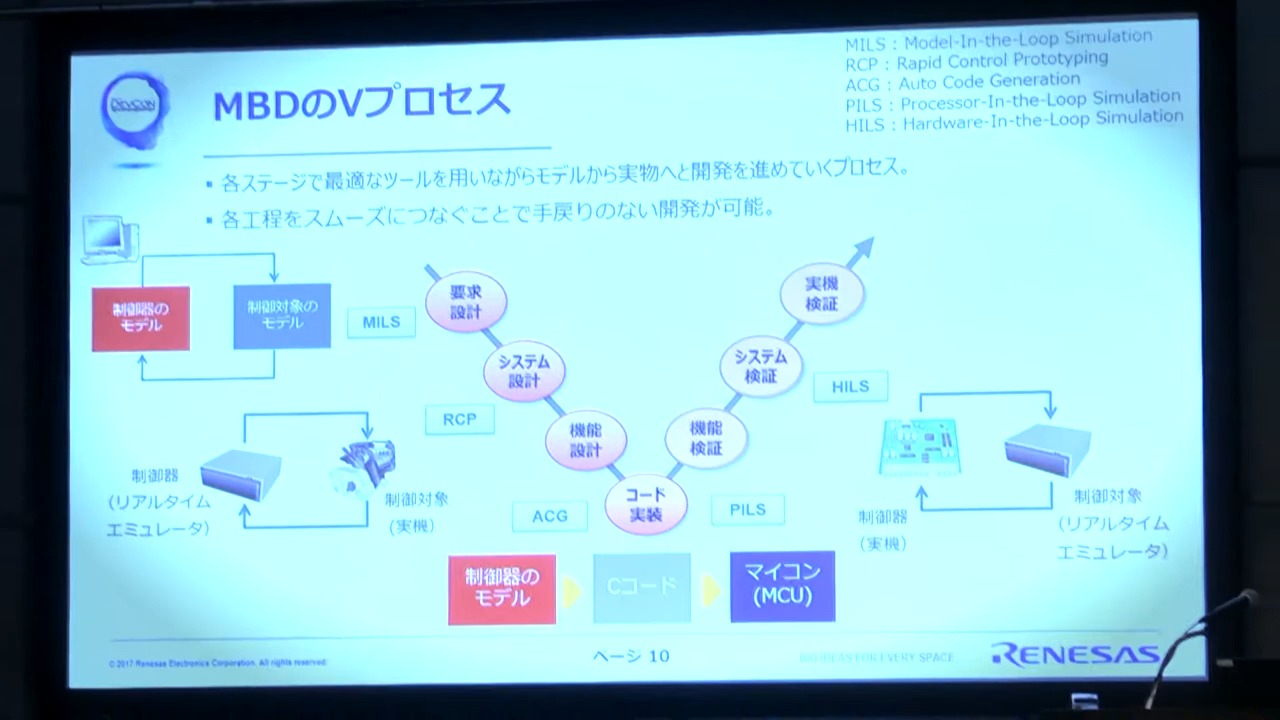 MILS : Model-In-the-Loop Simulation
RCP : Rapid Control Prototyping
ACG : Auto Code Generation
PILS : Processor-In-the-Loop Simulation
HILS : Hardware-In-the-Loop Simulation
DEVCON
MBDのVプロセス
▪ 各ステージで最適なツールを用いながらモデルから実物へと開発を進めていくプロセス。
▪ 各工程をスムーズにつなぐことで手戻りのない開発が可能。
制御器の
モデル
制御対象の
モデル
MILS
要求
設計
実機
検証
システム
設計
システム
検証
HILS
RCP
機能
設計
機能
検証
制御器
(リアルタイム
エミュレータ)
制御対象
(実機)
ACG
コード
実装
PILS
制御器
(実機)
制御対象
(リアルタイム
エミュレータ)
制御器の
モデル
Cコード
マイコン
(MCU)
© 2017 Renesas Electronics Corporation. All rights reserved.
ページ 10
BIG IDEAS FOR EVERY SPACE
RENESAS